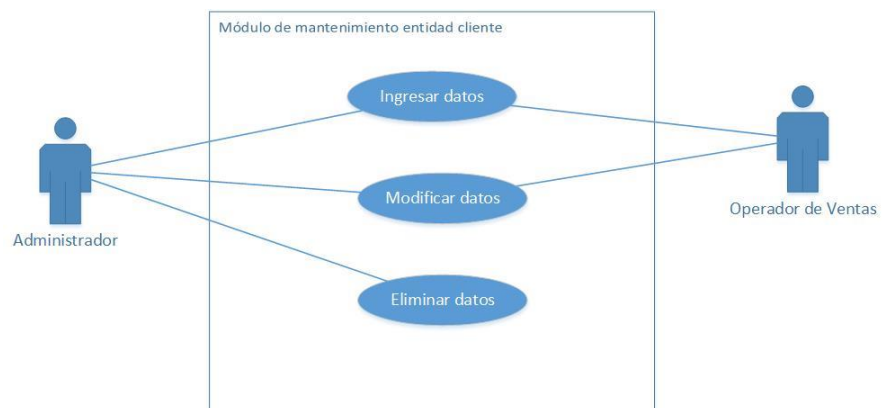 Módulo de mantenimiento entidad cliente
Ingresar datos
Modificar datos
Operador de Ventas
Administrador
Eliminar datos